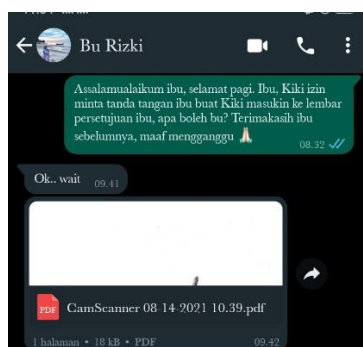 Bu Rizki
Assalamualaikum ibu, selamat pagi. Ibu, Kiki izin
minta tanda tangan ibu buat Kiki masukin ke lembar
persetujuan ibu, apa boleh bu? Terimakasih ibu
sebelumnya, maaf mengganggu 🙏🏻
08.32
Ok.. wait 09.41
PDF CamScanner 08-14-2021 10.39.pdf
1 halaman • 18 kB • PDF 09.42